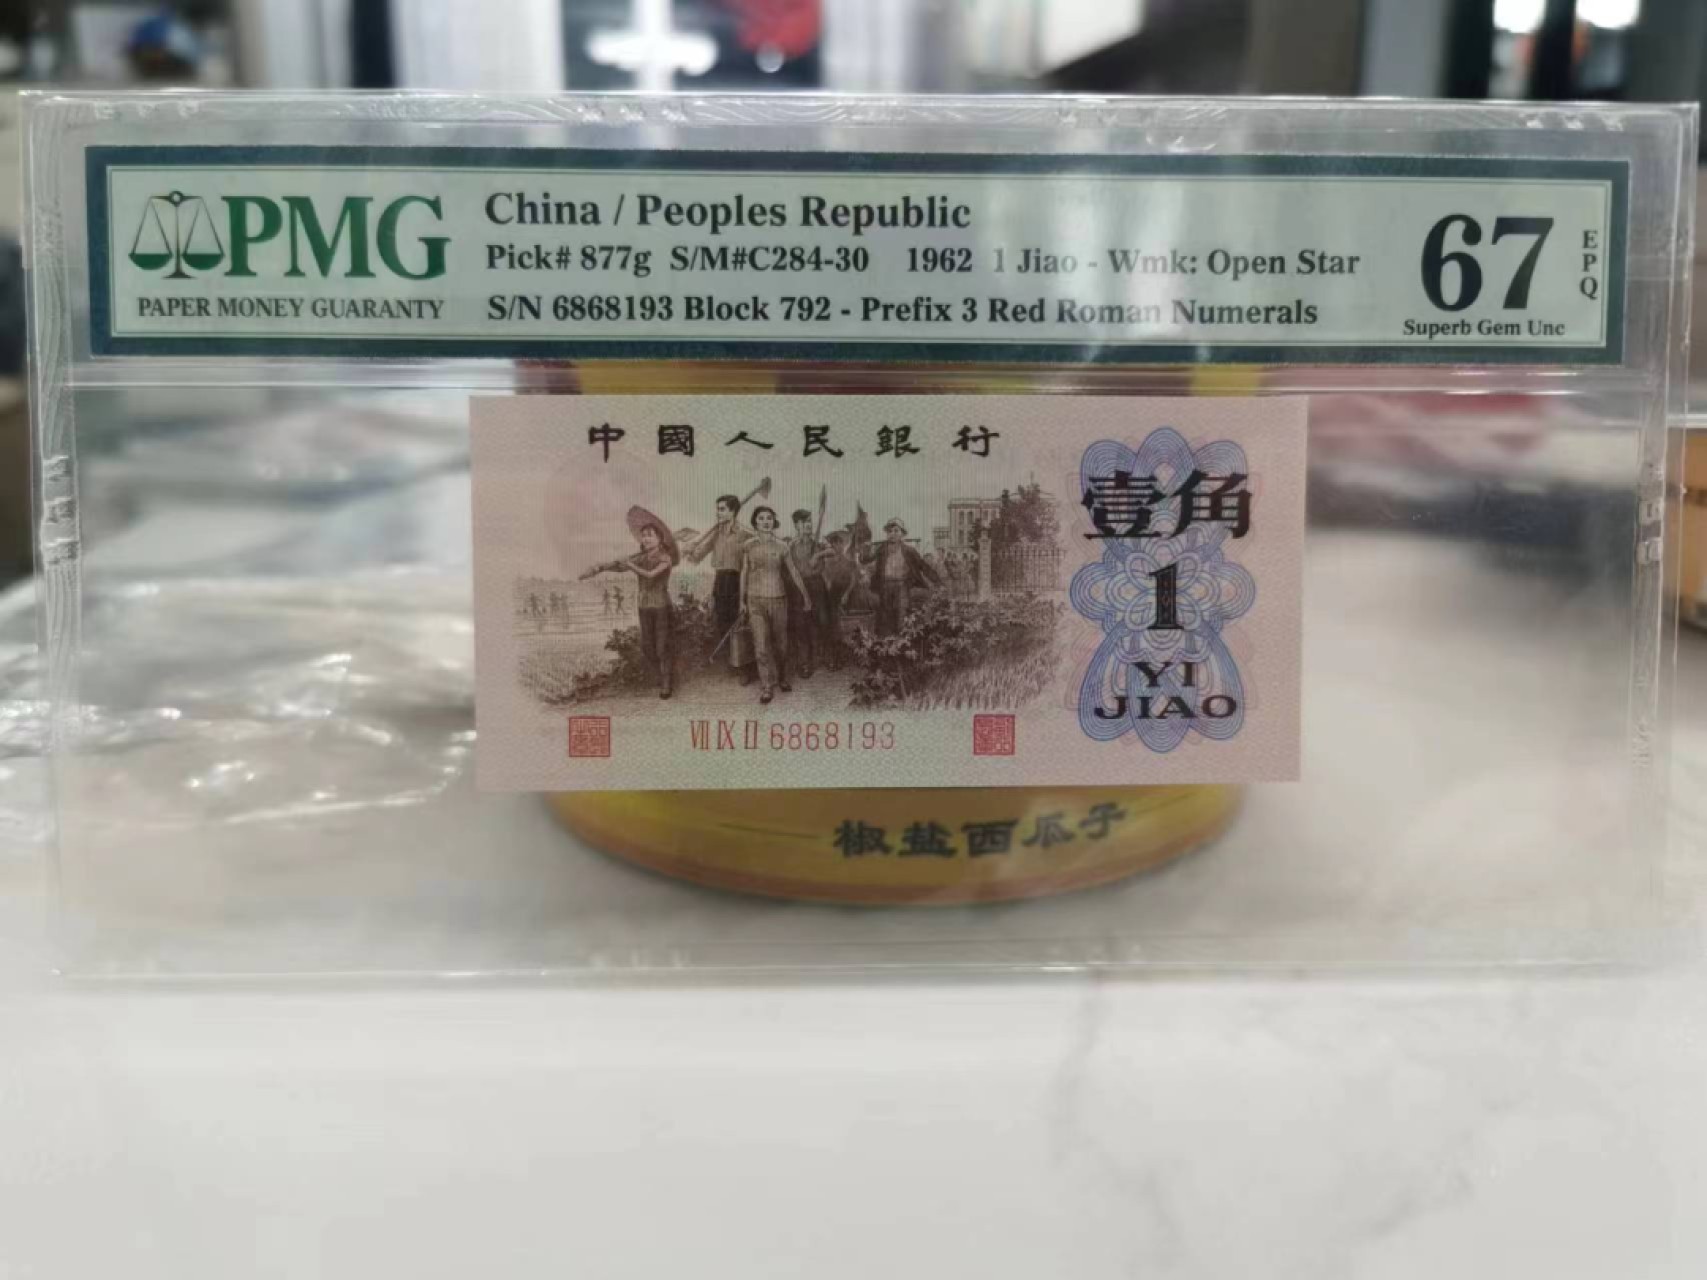 PMG
PAPER MONEY GUARANTY
China / Peoples Republic
Pick# 877g S/M#C284-30 1962 1 Jiao - Wmk: Open Star
S/N 6868193 Block 792 - Prefix 3 Red Roman Numerals
67
EPQ
Superb Gem Unc
中國人民銀行
壹角
1
YI
JIAO
Ⅶ Ⅸ Ⅱ 6868193
椒盐西瓜子